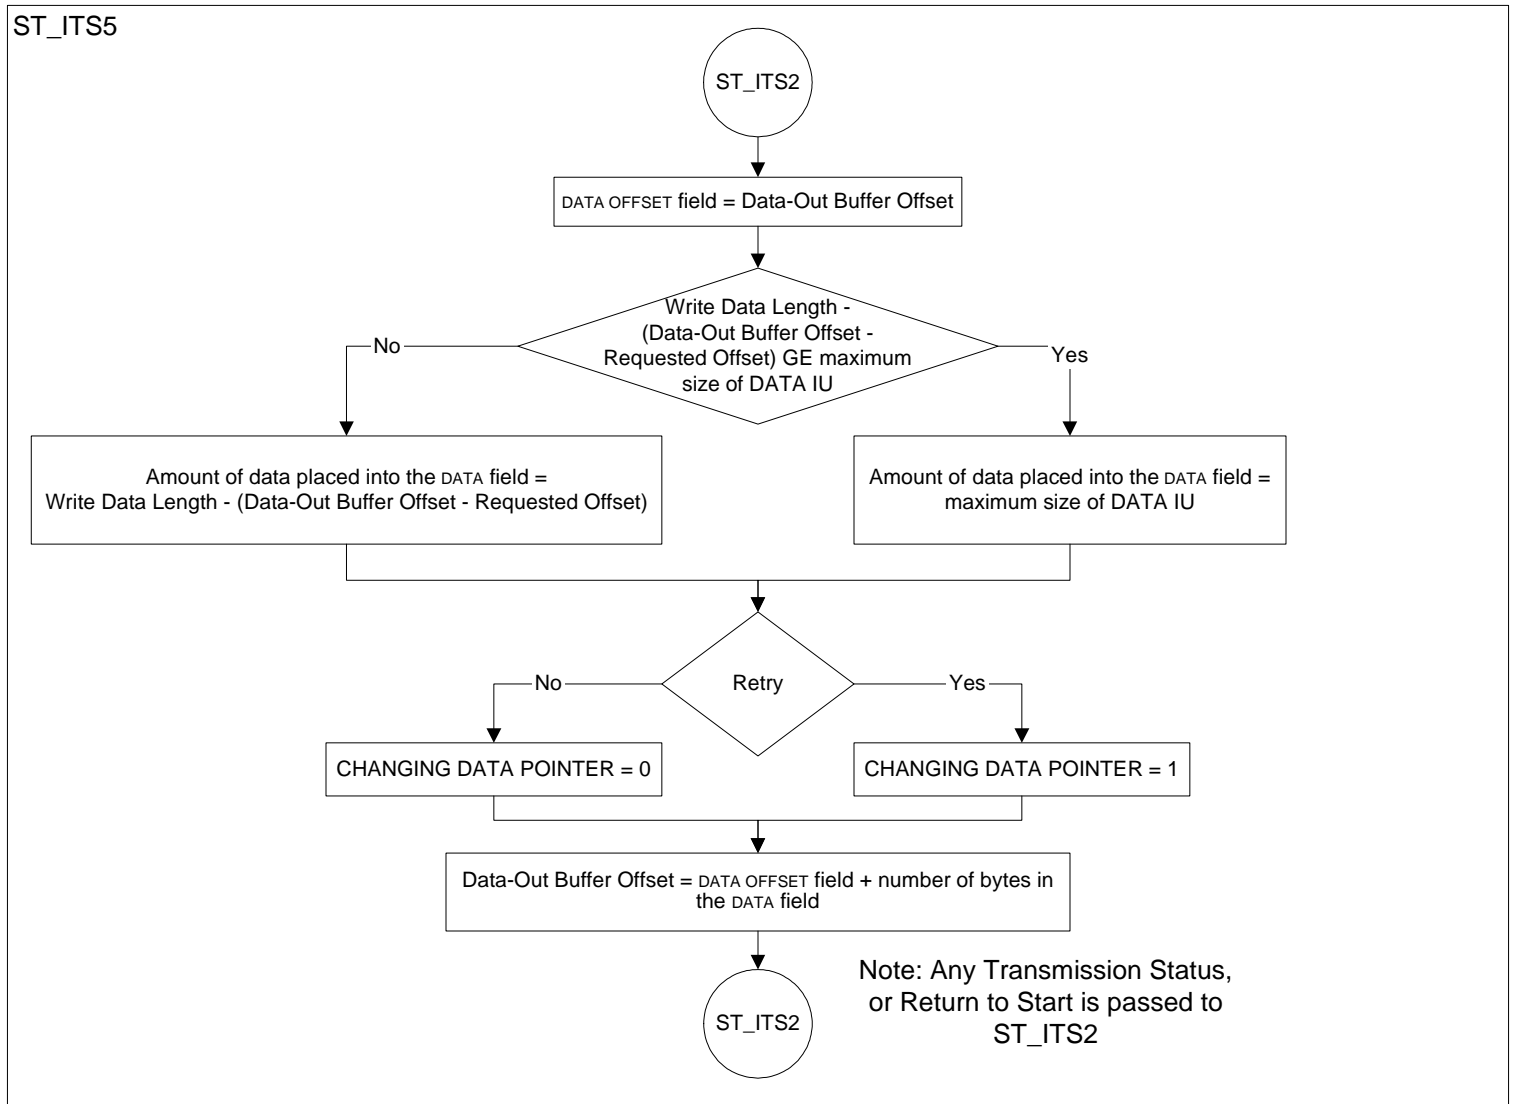 ST_ITS5
ST_ITS2
DATA OFFSET field = Data-Out Buffer Offset
Write Data Length -
(Data-Out Buffer Offset -
Requested Offset) GE maximum
size of DATA IU
No
Yes
Amount of data placed into the DATA field =
Write Data Length - (Data-Out Buffer Offset - Requested Offset)
Amount of data placed into the DATA field =
maximum size of DATA IU
Retry
No
Yes
CHANGING DATA POINTER = 0
CHANGING DATA POINTER = 1
Data-Out Buffer Offset = DATA OFFSET field + number of bytes in
the DATA field
ST_ITS2
Note: Any Transmission Status,
or Return to Start is passed to
ST_ITS2